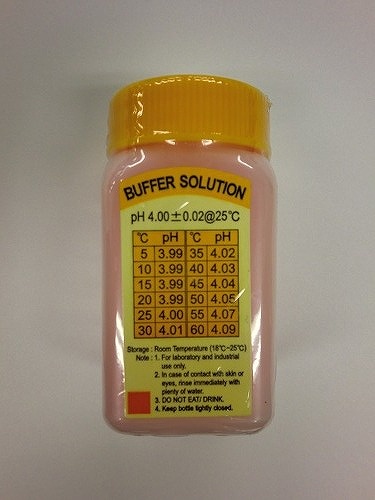 BUFFER SOLUTION
pH 4.00±0.02@25℃
℃ pH ℃ pH
5 3.99 35 4.02
10 3.99 40 4.03
15 3.99 45 4.04
20 3.99 50 4.05
25 4.00 55 4.07
30 4.01 60 4.09
Storage : Room Temperature (18℃~25℃)
Note : 1. For laboratory and industrial
use only.
2. In case of contact with skin or
eyes, rinse immediately with
plenty of water.
3. DO NOT EAT/ DRINK.
4. Keep bottle tightly closed.